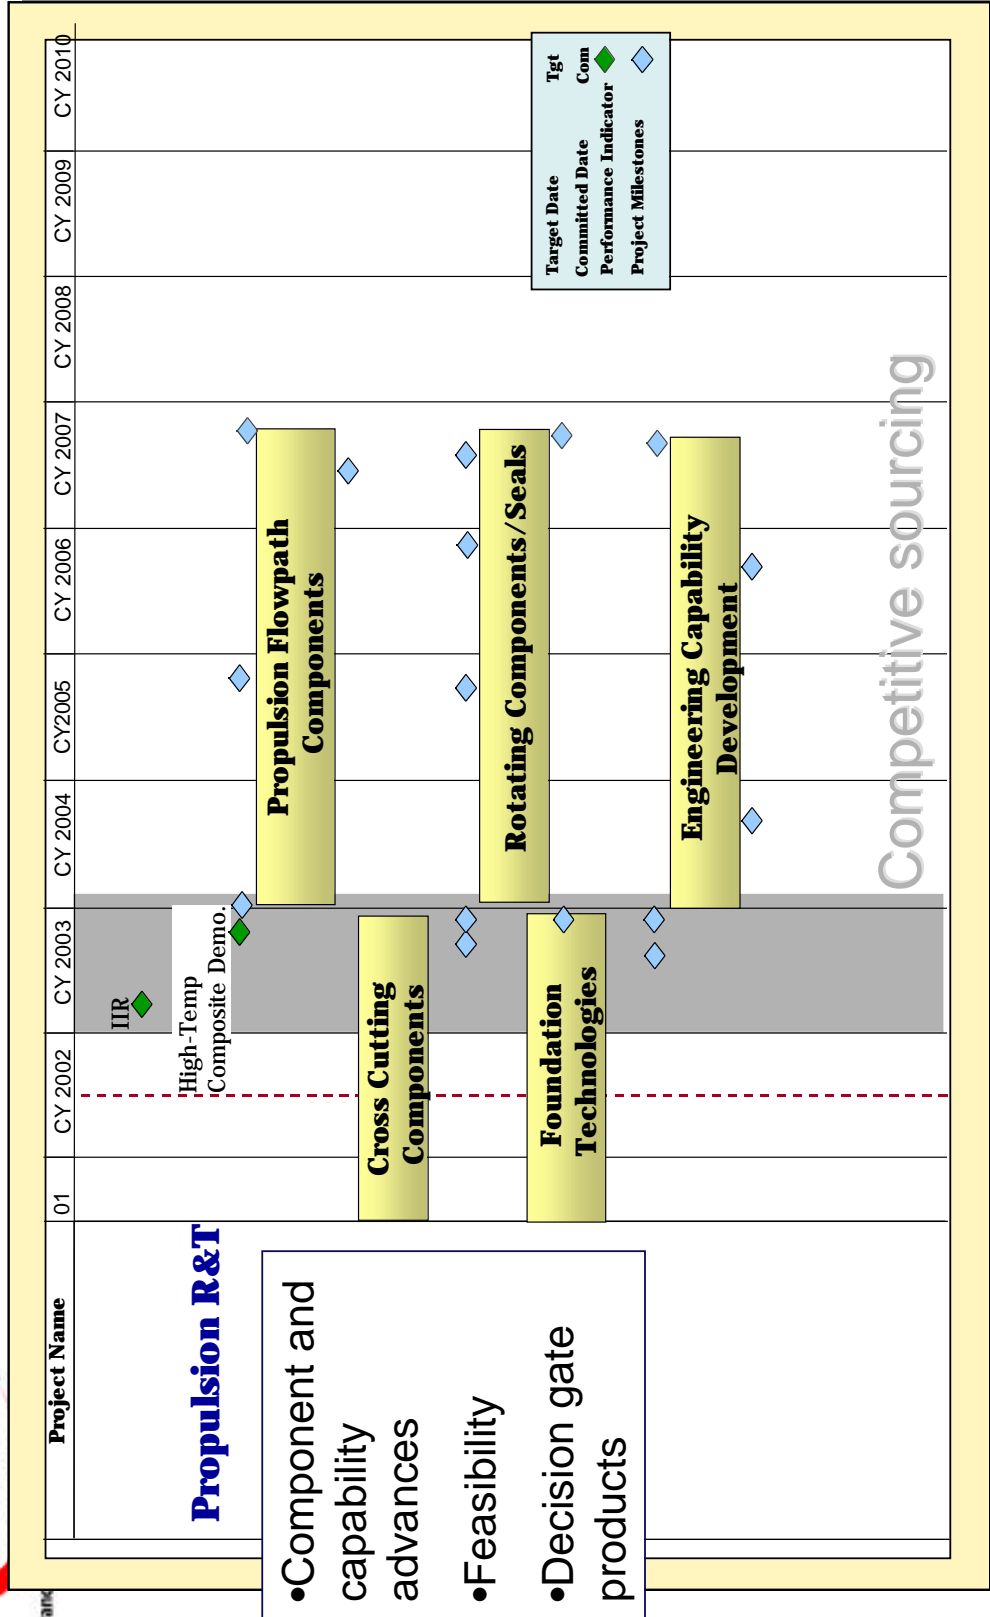 Project Name
01
CY 2002
CY 2003
CY 2004
CY2005
CY 2006
CY 2007
CY 2008
CY 2009
CY 2010
Propulsion R&T
•Component and
capability
advances
•Feasibility
•Decision gate
products
IIR
High-Temp
Composite Demo.
Propulsion Flowpath
Components
Cross Cutting
Components
Rotating Components/Seals
Foundation
Technologies
Engineering Capability
Development
Target Date Tgt
Committed Date Com
Performance Indicator
Project Milestones
Competitive sourcing
and